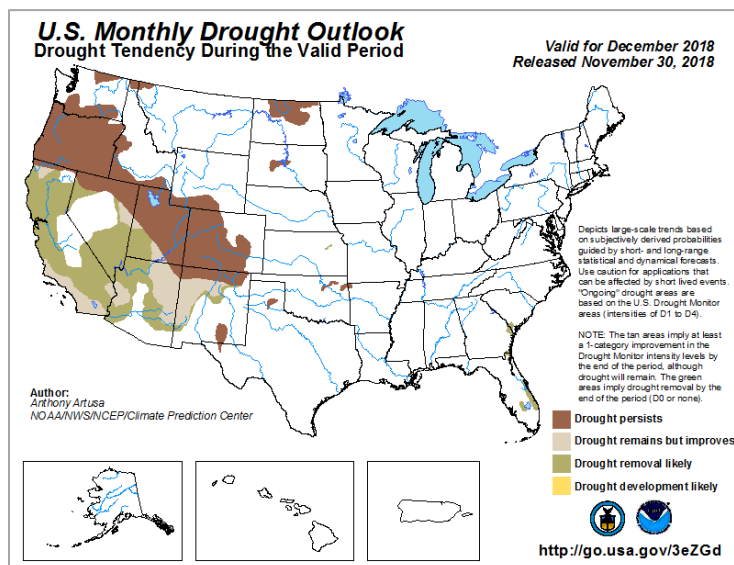 U.S. Monthly Drought Outlook
Drought Tendency During the Valid Period
Valid for December 2018
Released November 30, 2018
Depicts large-scale trends based
on subjectively derived probabilities
guided by short- and long-range
statistical and dynamical forecasts.
Use caution for applications that
can be affected by short lived events.
"Ongoing" drought areas are
based on the U.S. Drought Monitor
areas (intensities of D1 to D4).
NOTE: The tan areas imply at least
a 1-category improvement in the
Drought Monitor intensity levels by
the end of the period, although
drought will remain. The green
areas imply drought removal by the
end of the period (D0 or none).
Author:
Anthony Artusa
NOAA/NWS/NCEP/Climate Prediction Center
Drought persists
Drought remains but improves
Drought removal likely
Drought development likely
http://go.usa.gov/3eZGd